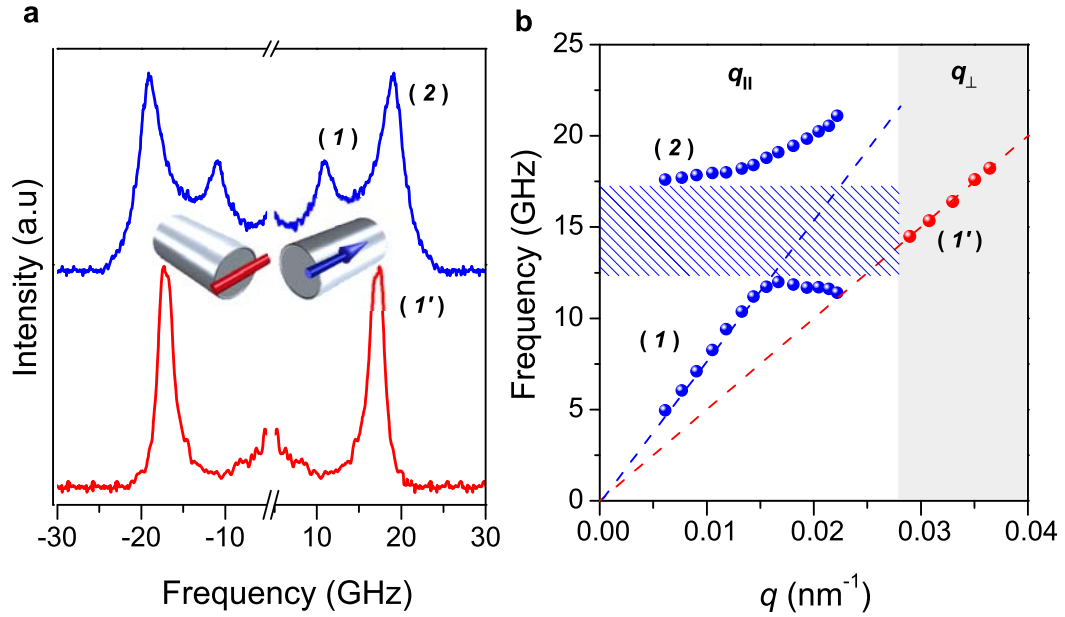 a
Intensity (a.u)
(2)
(1)
(1')
-30 -20 -10 10 20 30
Frequency (GHz)
b
Frequency (GHz)
25
20
15
10
5
0
q||
q⊥
(2)
(1)
(1')
0.00 0.01 0.02 0.03 0.04
q (nm⁻¹)